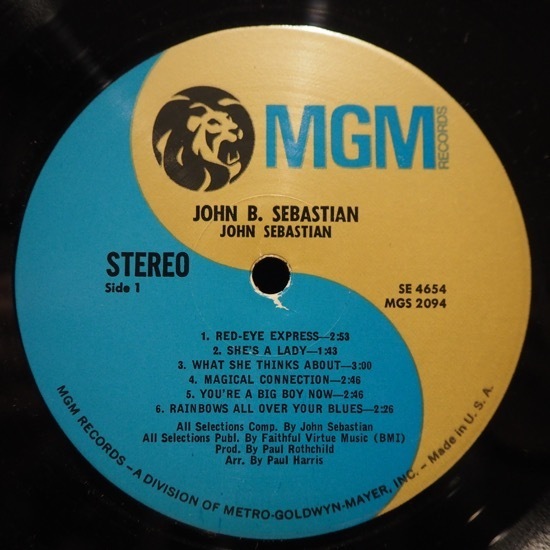 MGM
RECORDS
JOHN B. SEBASTIAN
JOHN SEBASTIAN
STEREO
Side 1
SE 4654
MGS 2094
1. RED-EYE EXPRESS—2:53
2. SHE'S A LADY—1:43
3. WHAT SHE THINKS ABOUT—3:00
4. MAGICAL CONNECTION—2:46
5. YOU'RE A BIG BOY NOW—2:46
6. RAINBOWS ALL OVER YOUR BLUES—2:26
All Selections Comp. By John Sebastian
All Selections Publ. By Faithful Virtue Music (BMI)
Prod. By Paul Rothchild
Arr. By Paul Harris
MGM RECORDS – A DIVISION OF METRO-GOLDWYN-MAYER, INC. – Made in U. S. A.